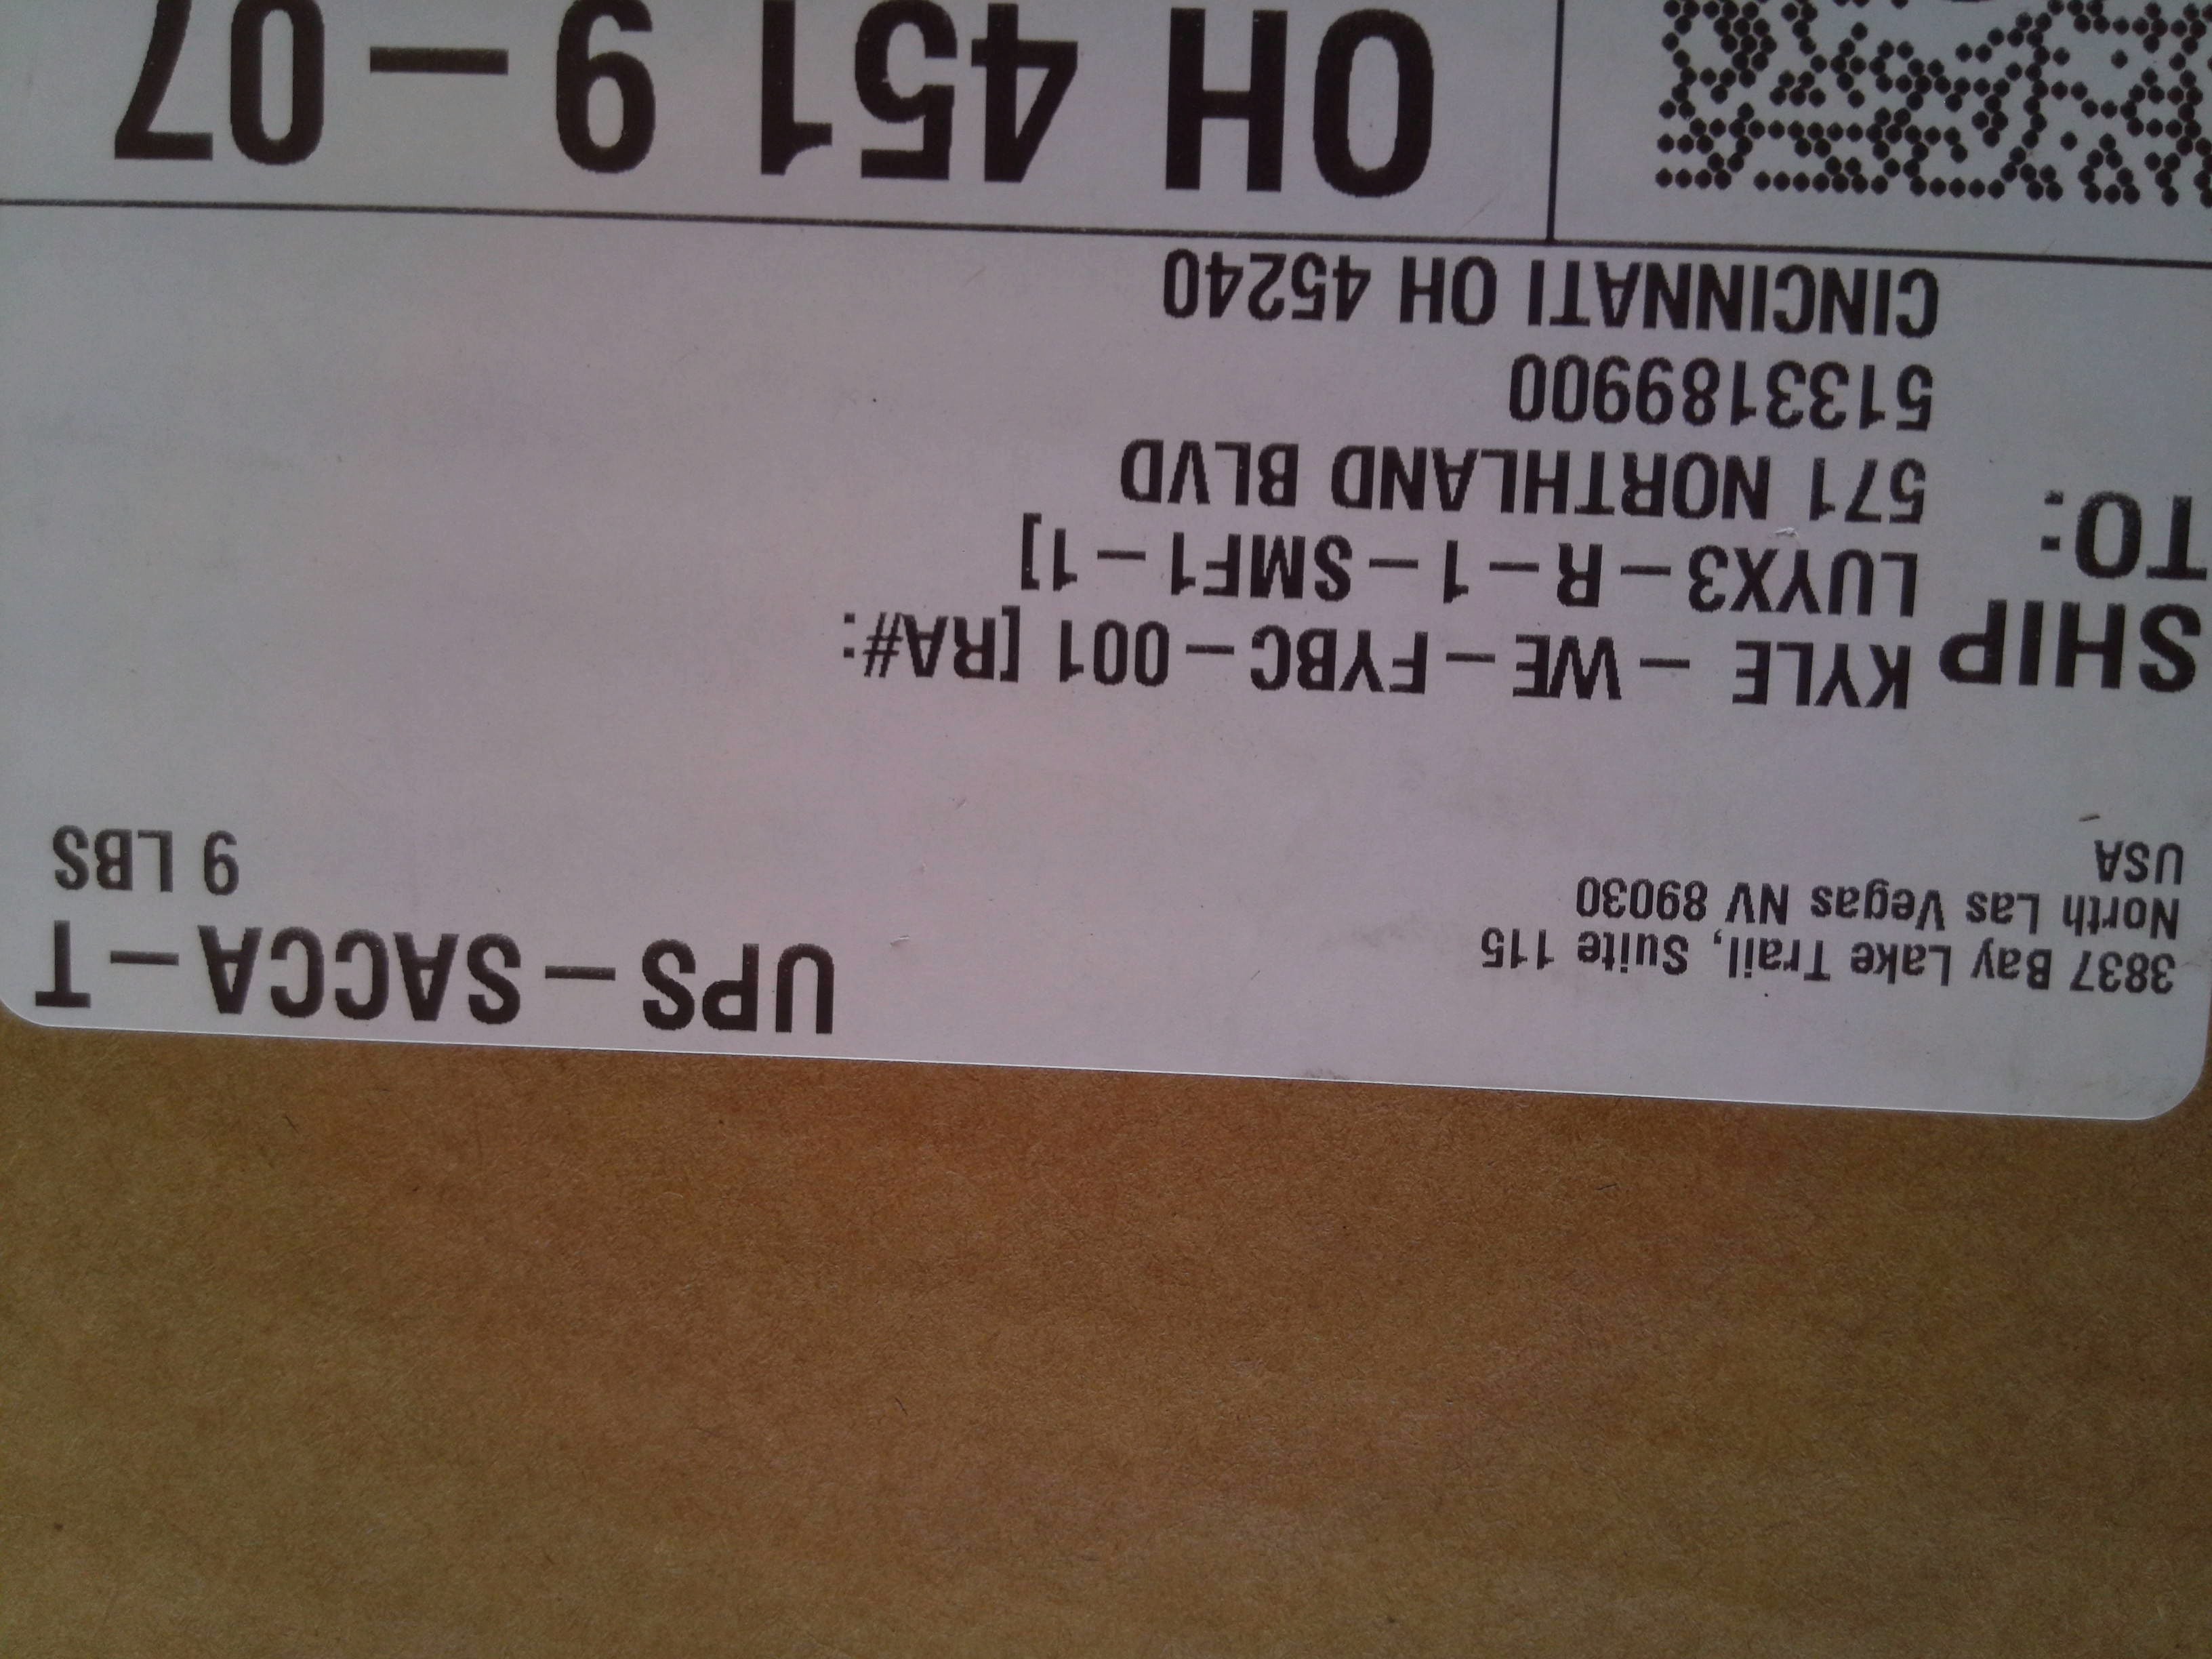 3837 Bay Lake Trail, Suite 115
North Las Vegas NV 89030
USA
UPS-SACCA-T
9 LBS
SHIP TO:
KYLE - WE-FYBC-001 [RA#:
LUYX3-R-1-SMF1-1]
571 NORTHLAND BLVD
5133189900
CINCINNATI OH 45240
OH 451 9-07